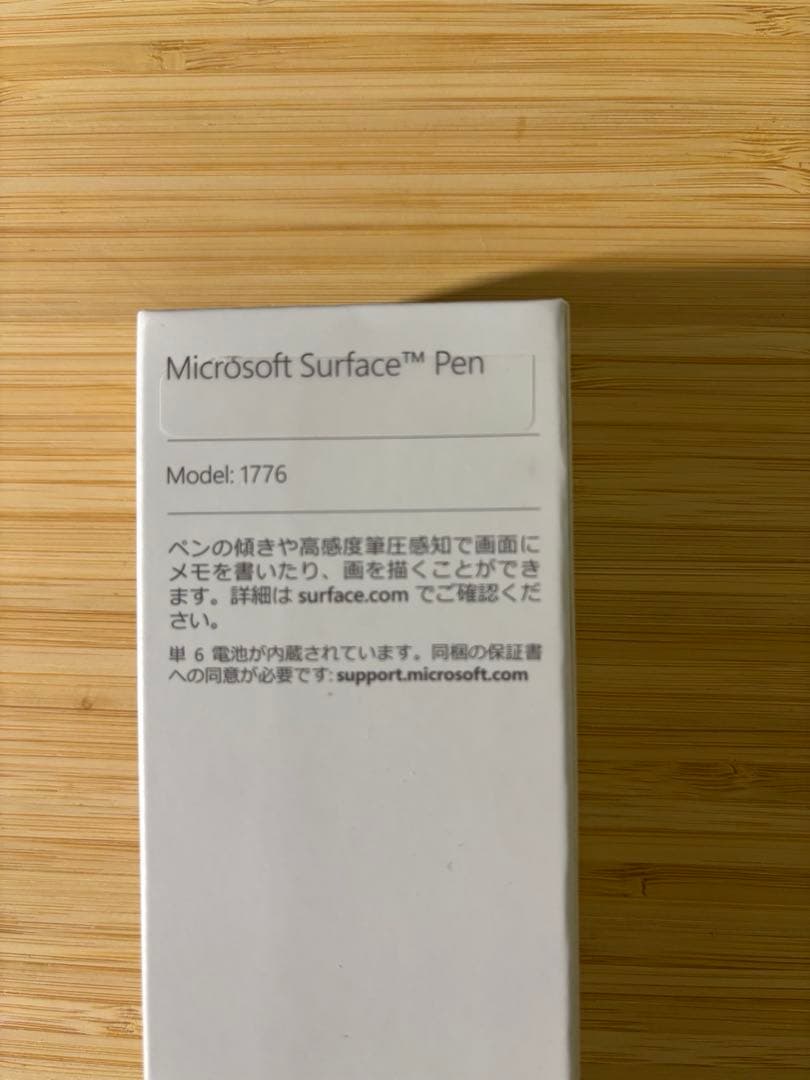 Microsoft Surface™ Pen
Model: 1776
ペンの傾きや高感度筆圧感知で画面に
メモを書いたり、画を描くことができ
ます。詳細は surface.com でご確認くだ
さい。
単 6 電池が内蔵されています。同梱の保証書
への同意が必要です: support.microsoft.com